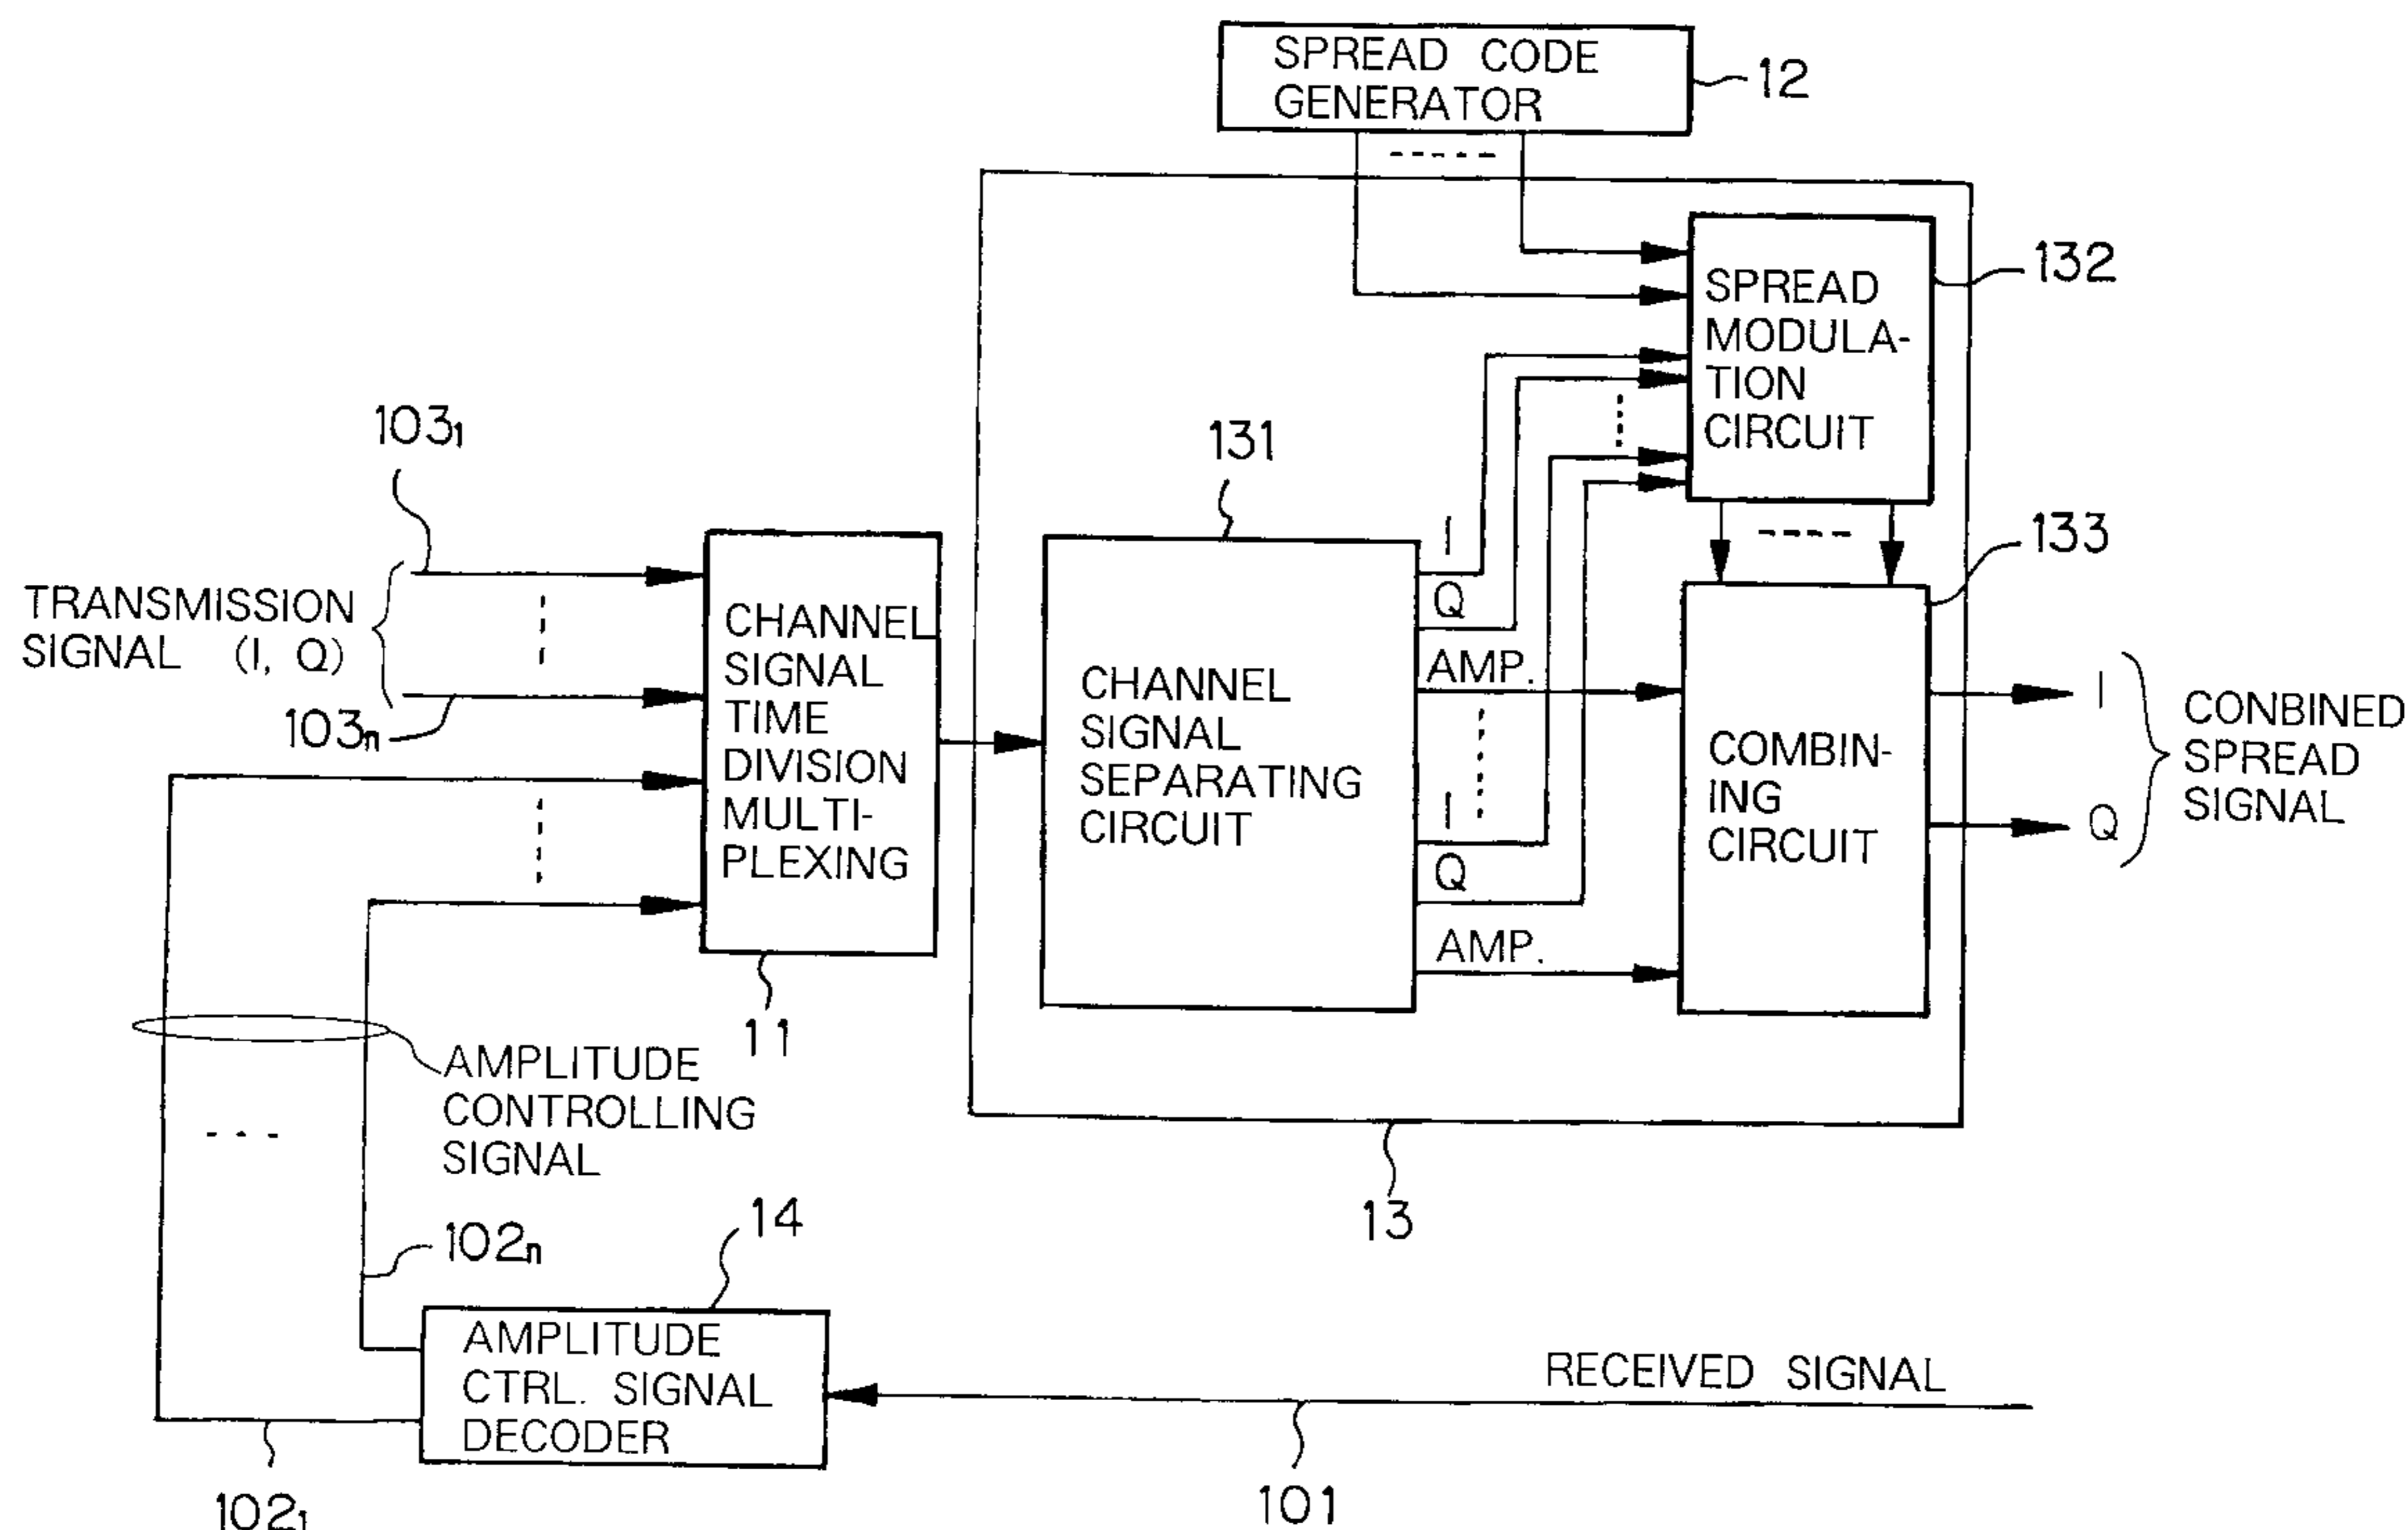 SPREAD CODE
GENERATOR
12
SPREAD
MODULA-
TION
CIRCUIT
132
103₁
TRANSMISSION
SIGNAL (I, Q)
103ₙ
CHANNEL
SIGNAL
TIME
DIVISION
MULTI-
PLEXING
11
131
CHANNEL
SIGNAL
SEPARATING
CIRCUIT
I
Q
AMP.
I
Q
AMP.
133
COMBIN-
ING
CIRCUIT
I
Q
CONBINED
SPREAD
SIGNAL
13
AMPLITUDE
CONTROLLING
SIGNAL
102ₙ
14
AMPLITUDE
CTRL. SIGNAL
DECODER
102₁
RECEIVED SIGNAL
101